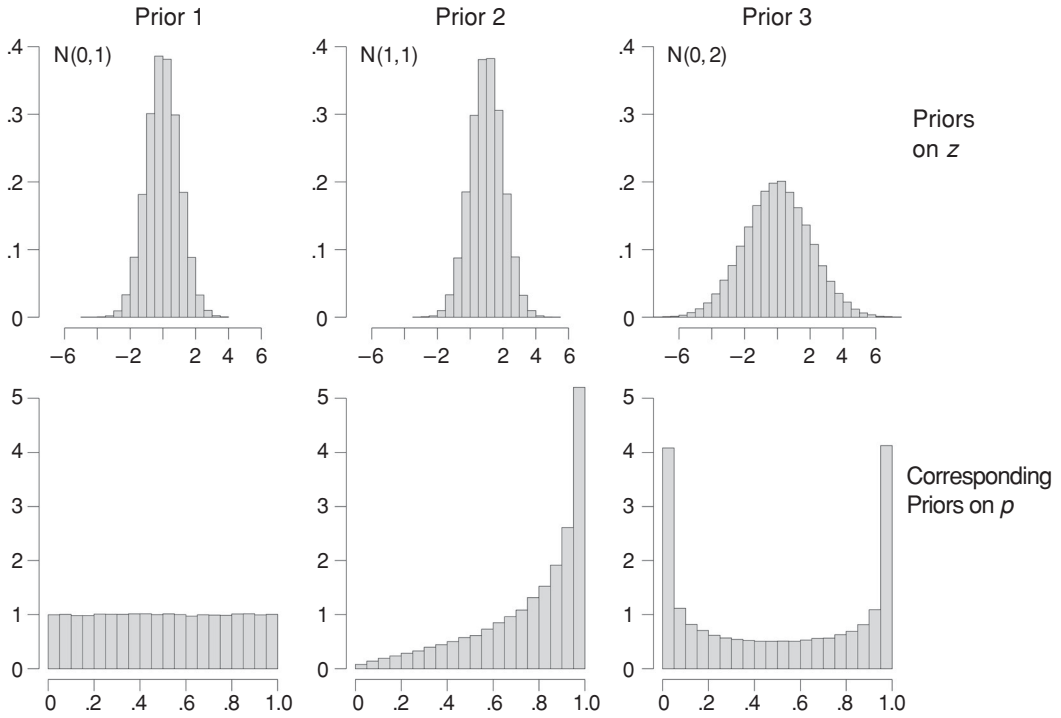 Prior 1 Prior 2 Prior 3
.4 .4 .4
N(0,1) N(1,1) N(0,2)
.3 .3 .3
Priors
on z
.2 .2 .2
.1 .1 .1
0 0 0
−6 −2 2 4 6 −6 −2 2 4 6 −6 −2 2 4 6
5 5 5
4 4 4
Corresponding
Priors on p
3 3 3
2 2 2
1 1 1
0 0 0
0 .2 .4 .6 .8 1.0 0 .2 .4 .6 .8 1.0 0 .2 .4 .6 .8 1.0